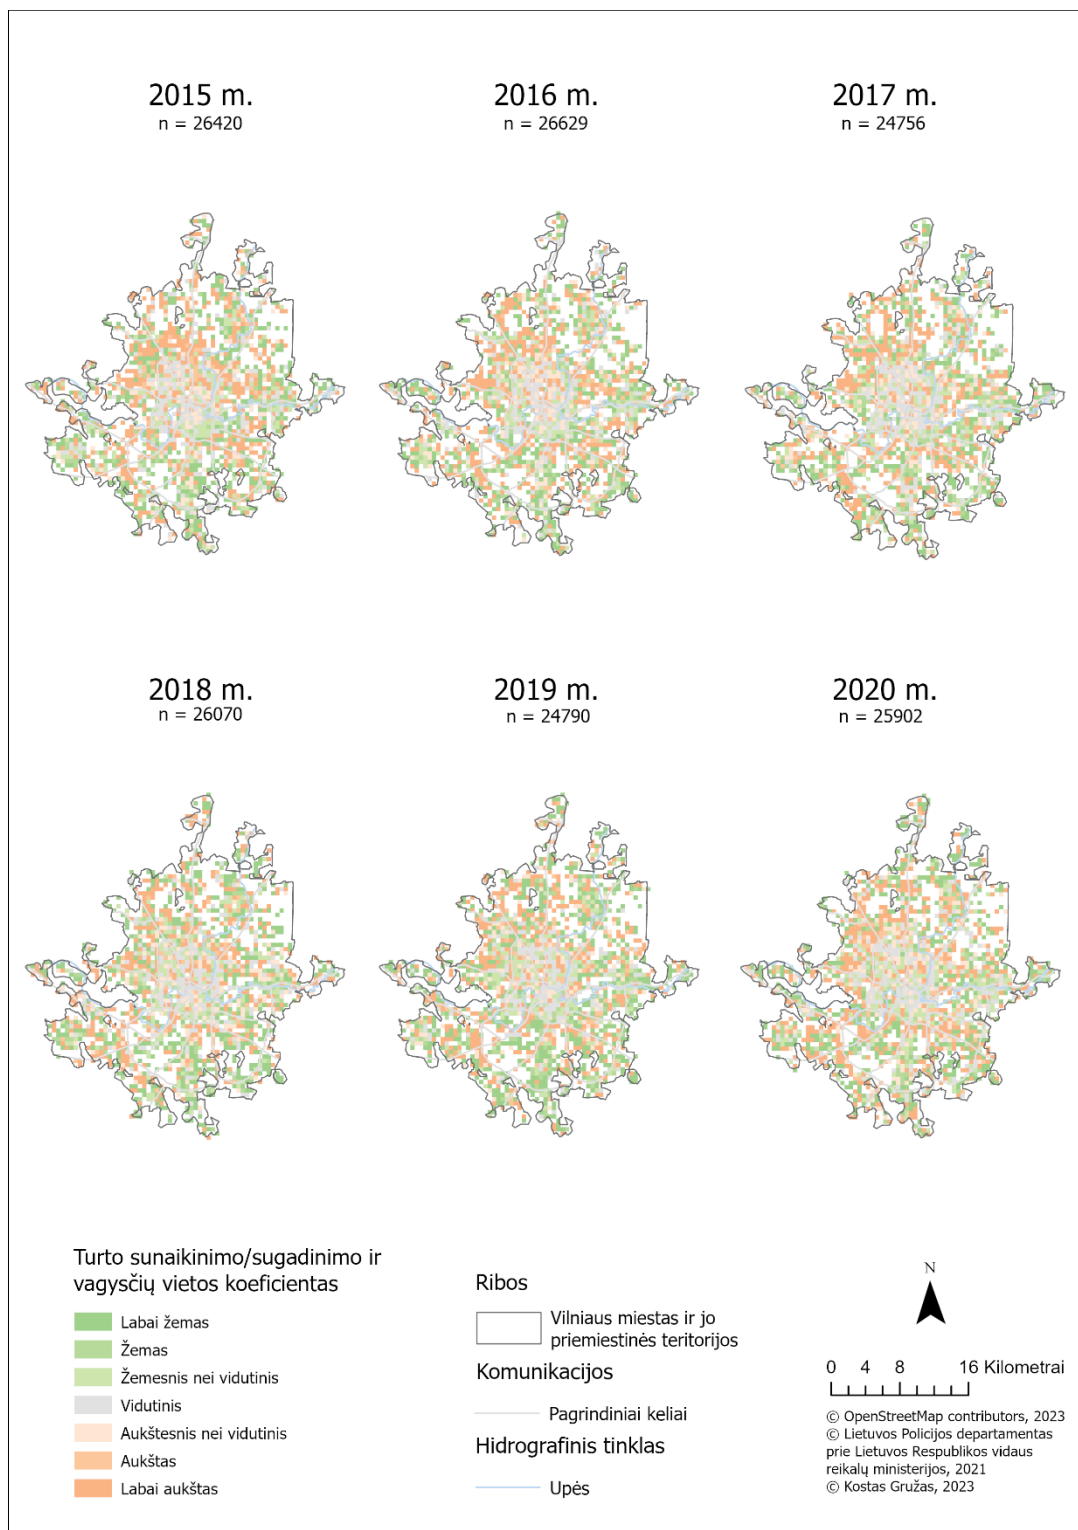 2015 m.
n = 26420
2016 m.
n = 26629
2017 m.
n = 24756
2018 m.
n = 26070
2019 m.
n = 24790
2020 m.
n = 25902
Turto sunaikinimo/sugadinimo ir
vagysčių vietos koeficientas
Labai žemas
Žemas
Žemesnis nei vidutinis
Vidutinis
Aukštesnis nei vidutinis
Aukštas
Labai aukštas
Ribos
Vilniaus miestas ir jo
priemiestinės teritorijos
Komunikacijos
Pagrindiniai keliai
Hidrografinis tinklas
Upės
N
0 4 8 16 Kilometrai
© OpenStreetMap contributors, 2023
© Lietuvos Policijos departamentas
prie Lietuvos Respublikos vidaus
reikalų ministerijos, 2021
© Kostas Gružas, 2023